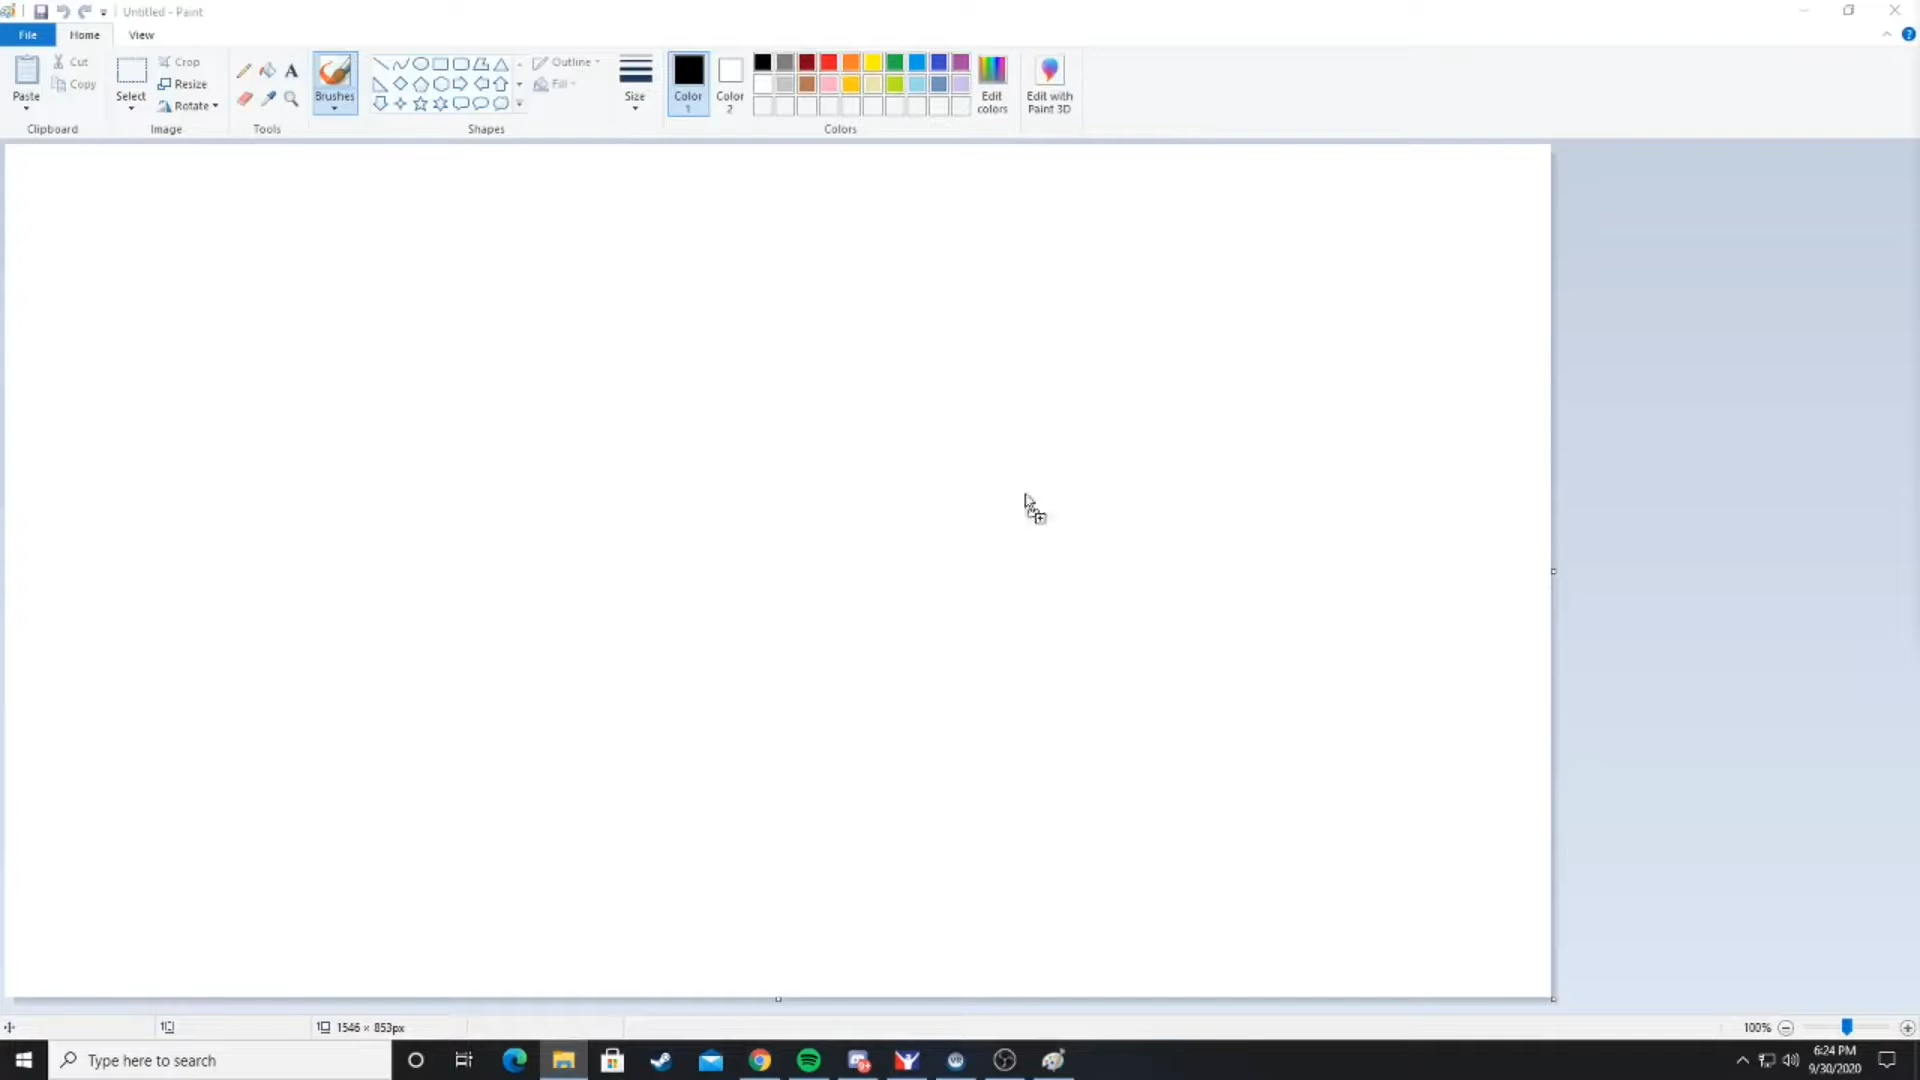 Untitled - Paint
File Home View
Paste
Cut
Copy
Clipboard
Select
Crop
Resize
Rotate
Image
A
Tools
Brushes
Outline
Fill
Shapes
Size
Color 1
Color 2
Edit colors
Colors
Edit with Paint 3D
1546 × 853px
100%
Type here to search
6:24 PM
9/30/2020